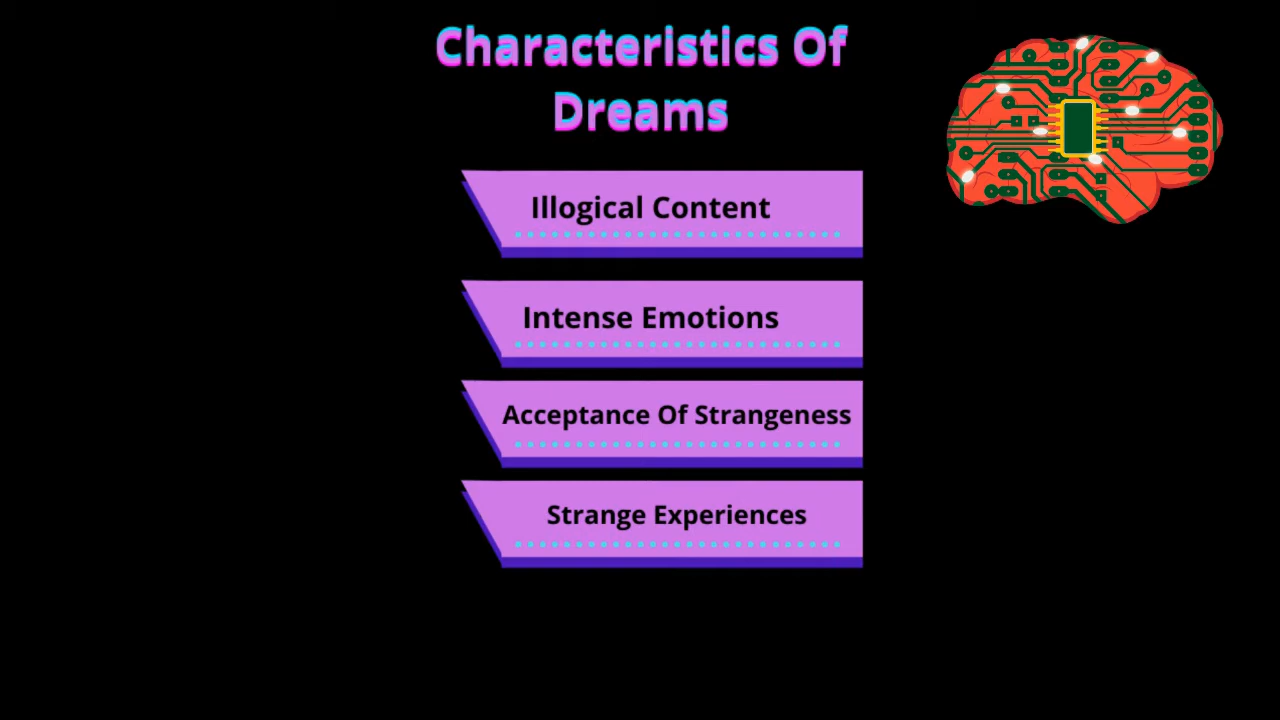 Characteristics Of
Dreams
Illogical Content
Intense Emotions
Acceptance Of Strangeness
Strange Experiences